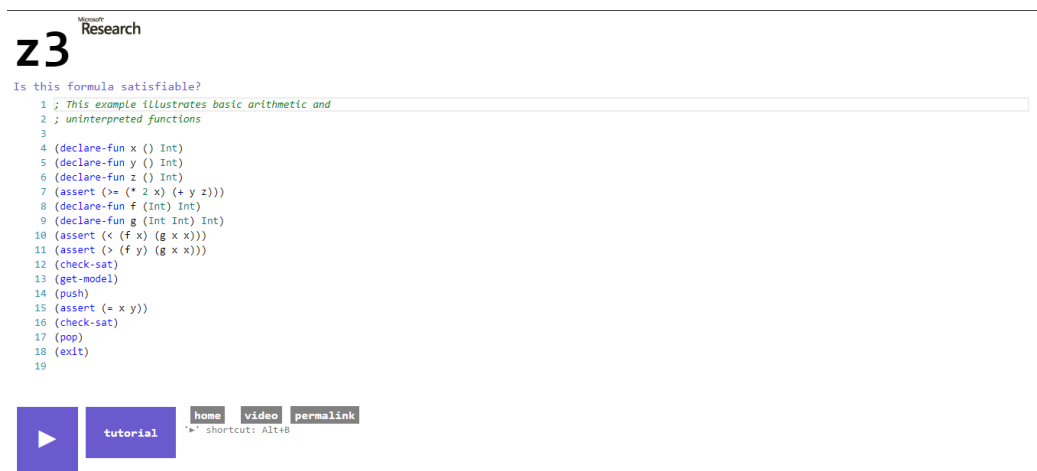 Microsoft
Research
z3
Is this formula satisfiable?
1 ; This example illustrates basic arithmetic and
2 ; uninterpreted functions
3
4 (declare-fun x () Int)
5 (declare-fun y () Int)
6 (declare-fun z () Int)
7 (assert (>= (* 2 x) (+ y z)))
8 (declare-fun f (Int) Int)
9 (declare-fun g (Int Int) Int)
10 (assert (< (f x) (g x x)))
11 (assert (> (f y) (g x x)))
12 (check-sat)
13 (get-model)
14 (push)
15 (assert (= x y))
16 (check-sat)
17 (pop)
18 (exit)
19
home video permalink
tutorial
'►' shortcut: Alt+B